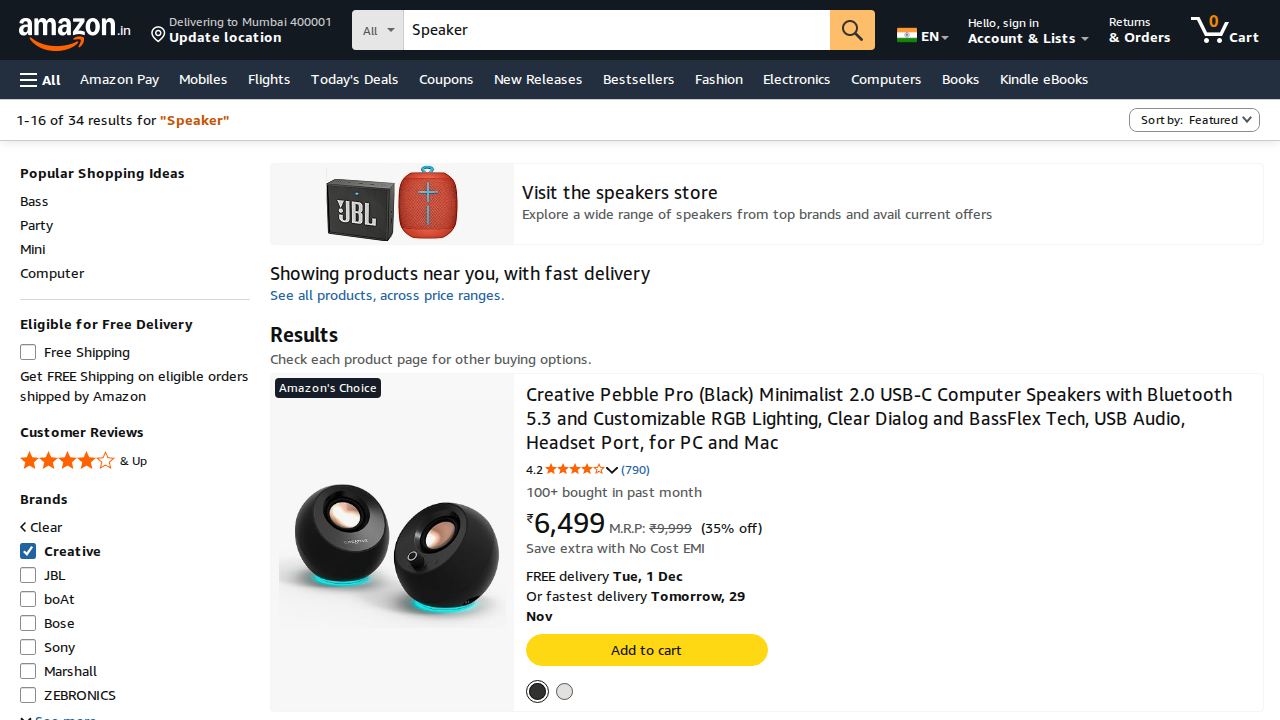 amazon.in
Delivering to Mumbai 400001
Update location
All
Speaker
EN
Hello, sign in
Account & Lists
Returns
& Orders
0
Cart
All
Amazon Pay
Mobiles
Flights
Today's Deals
Coupons
New Releases
Bestsellers
Fashion
Electronics
Computers
Books
Kindle eBooks
1-16 of 34 results for "Speaker"
Sort by: Featured
Popular Shopping Ideas
Bass
Party
Mini
Computer
Eligible for Free Delivery
Free Shipping
Get FREE Shipping on eligible orders
shipped by Amazon
Customer Reviews
& Up
Brands
Clear
Creative
JBL
boAt
Bose
Sony
Marshall
ZEBRONICS
See more
JBL
Visit the speakers store
Explore a wide range of speakers from top brands and avail current offers
Showing products near you, with fast delivery
See all products, across price ranges.
Results
Check each product page for other buying options.
Amazon's Choice
Creative Pebble Pro (Black) Minimalist 2.0 USB-C Computer Speakers with Bluetooth
5.3 and Customizable RGB Lighting, Clear Dialog and BassFlex Tech, USB Audio,
Headset Port, for PC and Mac
4.2 (790)
100+ bought in past month
₹6,499 M.R.P: ₹9,999 (35% off)
Save extra with No Cost EMI
FREE delivery Tue, 1 Dec
Or fastest delivery Tomorrow, 29
Nov
Add to cart